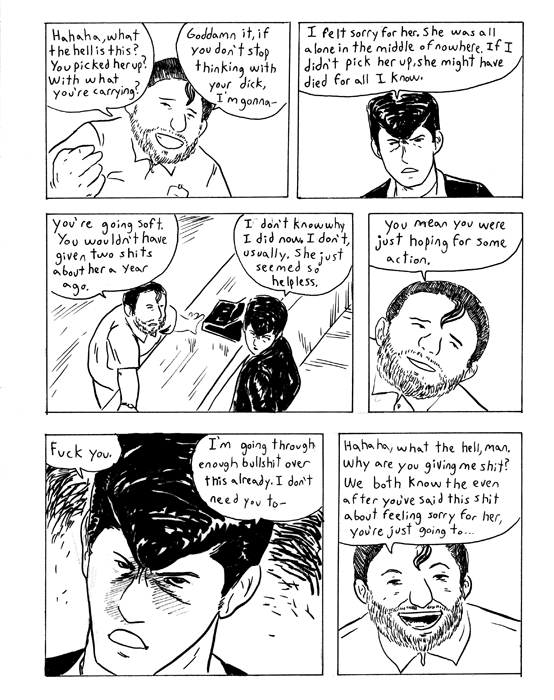 Hahaha, what
the hell is this?
You picked her up?
With what
you're carrying?
Goddamn it, if
you don't stop
thinking with
your dick,
I'm gonna-
I felt sorry for her. She was all
alone in the middle of nowhere. If I
didn't pick her up, she might have
died for all I know.
You're going soft.
You wouldn't have
given two shits
about her a year
ago.
I don't know why
I did now. I don't,
usually. She just
seemed so
helpless.
You mean you were
just hoping for some
action.
Fuck you.
I'm going through
enough bullshit over
this already. I don't
need you to-
Hahaha, what the hell, man.
Why are you giving me shit?
We both know the even
after you've said this shit
about feeling sorry for her,
you're just going to...